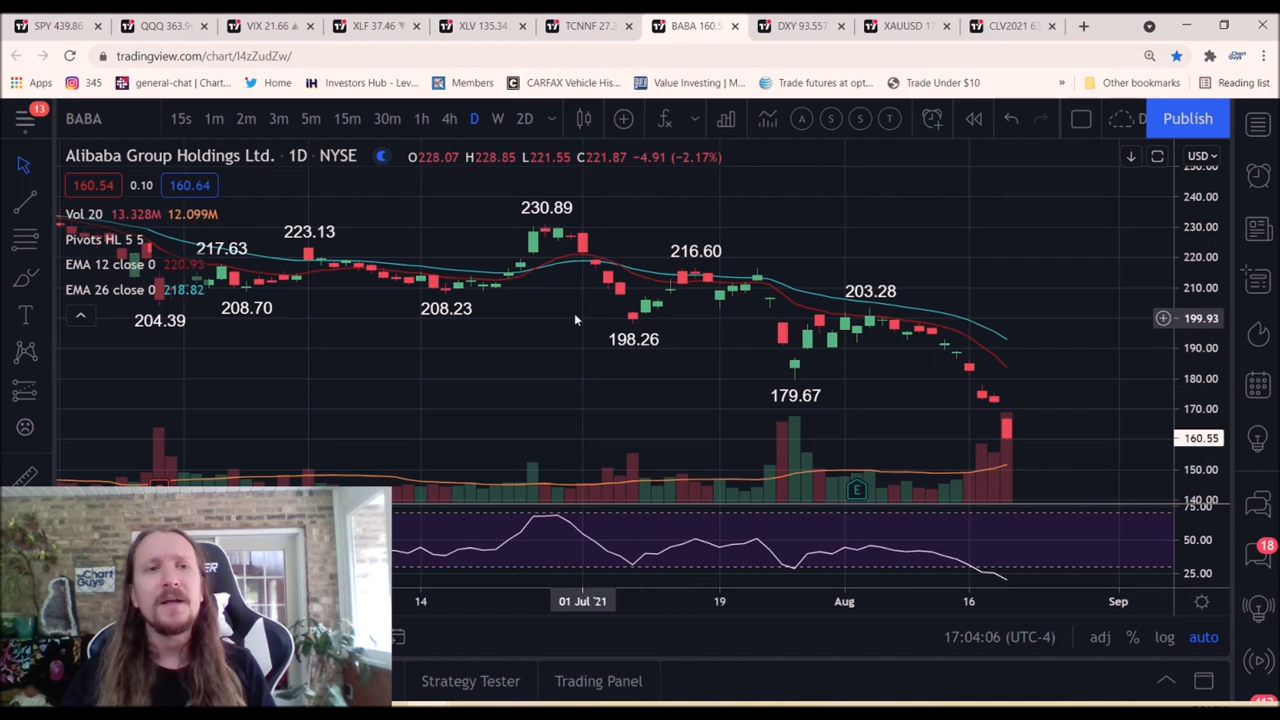 SPY 439.86
QQQ 363.9
VIX 21.66
XLF 37.46
XLV 135.34
TCNNF 27.3
BABA 160.5
DXY 93.557
XAUUSD 17
CLV2021 63
tradingview.com/chart/I4zZudZw/
Apps
345
general-chat | Chart...
Home
Investors Hub - Lev...
Members
CARFAX Vehicle His...
Value Investing | M...
Trade futures at opt...
Trade Under $10
»
Other bookmarks
Reading list
13
BABA
15s 1m 2m 3m 5m 15m 30m 1h 4h D W 2D
Publish
Alibaba Group Holdings Ltd. · 1D · NYSE
O228.07 H228.85 L221.55 C221.87 -4.91 (-2.17%)
USD
160.54 0.10 160.64
Vol 20 13.328M 12.099M
Pivots HL 5 5
EMA 12 close 0 220.93
EMA 26 close 0 218.82
217.63
223.13
230.89
216.60
203.28
204.39
208.70
208.23
198.26
179.67
250.00
240.00
230.00
220.00
210.00
199.93
190.00
180.00
170.00
160.55
150.00
140.00
75.00
50.00
25.00
E
Chart Guys
14
01 Jul '21
19
Aug
16
Sep
17:04:06 (UTC-4)
adj % log auto
Strategy Tester
Trading Panel
18